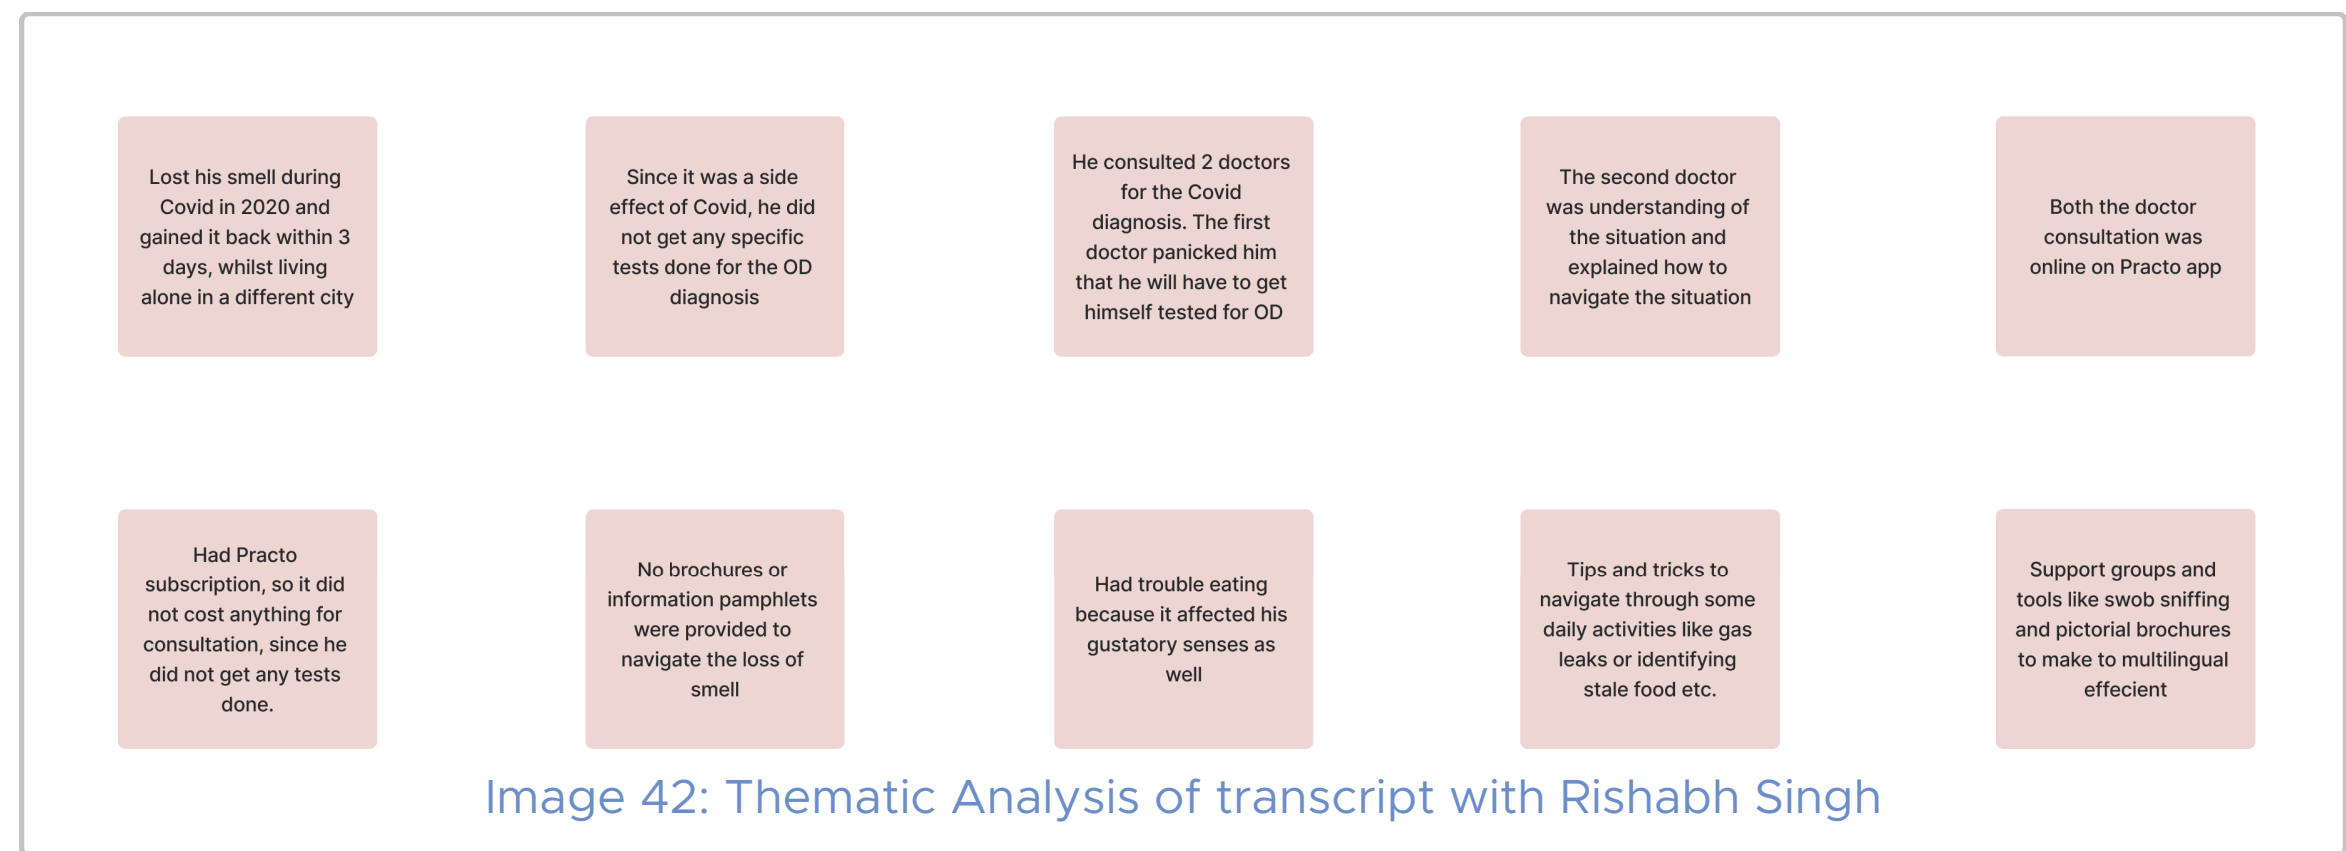 Lost his smell during
Covid in 2020 and
gained it back within 3
days, whilst living
alone in a different city
Since it was a side
effect of Covid, he did
not get any specific
tests done for the OD
diagnosis
He consulted 2 doctors
for the Covid
diagnosis. The first
doctor panicked him
that he will have to get
himself tested for OD
The second doctor
was understanding of
the situation and
explained how to
navigate the situation
Both the doctor
consultation was
online on Practo app
Had Practo
subscription, so it did
not cost anything for
consultation, since he
did not get any tests
done.
No brochures or
information pamphlets
were provided to
navigate the loss of
smell
Had trouble eating
because it affected his
gustatory senses as
well
Tips and tricks to
navigate through some
daily activities like gas
leaks or identifying
stale food etc.
Support groups and
tools like swob sniffing
and pictorial brochures
to make to multilingual
effecient
Image 42: Thematic Analysis of transcript with Rishabh Singh